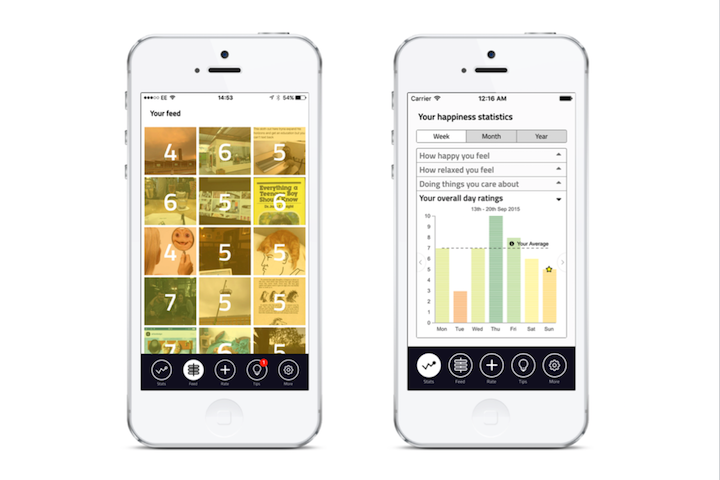 EE
14:53
54%
Your feed
4
6
5
5
6
6
Everything a
Teenage Boy
Should Know
4
5
5
7
5
5
1
Stats
Feed
Rate
Tips
More
Carrier
12:16 AM
Your happiness statistics
Week
Month
Year
How happy you feel
How relaxed you feel
Doing things you care about
Your overall day ratings
13th - 20th Sep 2015
10
9
8
7
6
5
4
3
2
1
0
Your Average
Mon
Tue
Wed
Thu
Fri
Sat
Sun
Stats
Feed
Rate
Tips
More